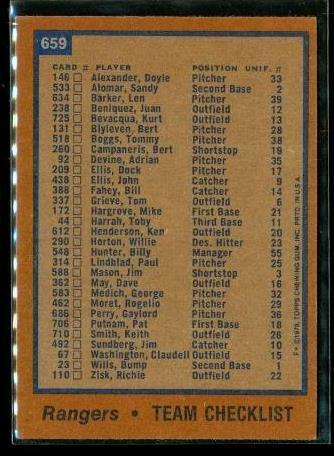 659
CARD # PLAYER POSITION UNIF. #
146 Alexander, Doyle Pitcher 33
533 Alomar, Sandy Second Base 2
634 Barker, Len Pitcher 39
238 Beniquez, Juan Outfield 12
725 Bevacqua, Kurt Outfield 13
131 Blyleven, Bert Pitcher 28
518 Boggs, Tommy Pitcher 38
260 Campaneris, Bert Shortstop 19
92 Devine, Adrian Pitcher 35
209 Ellis, Dock Pitcher 17
438 Ellis, John Catcher 9
388 Fahey, Bill Catcher 14
337 Grieve, Tom Outfield 6
172 Hargrove, Mike First Base 21
44 Harrah, Toby Third Base 11
612 Henderson, Ken Outfield 20
290 Horton, Willie Des. Hitter 23
548 Hunter, Billy Manager 55
314 Lindblad, Paul Pitcher 25
588 Mason, Jim Shortstop 3
362 May, Dave Outfield 16
583 Medich, George Pitcher 32
462 Moret, Rogelio Pitcher 29
686 Perry, Gaylord Pitcher 36
706 Putnam, Pat First Base 18
710 Smith, Keith Outfield 26
492 Sundberg, Jim Catcher 10
67 Washington, Claudell Outfield 15
23 Wills, Bump Second Base 1
110 Zisk, Richie Outfield 22
F* ©1978, TOPPS CHEWING GUM, INC. PRTD. IN U.S.A.
Rangers • TEAM CHECKLIST